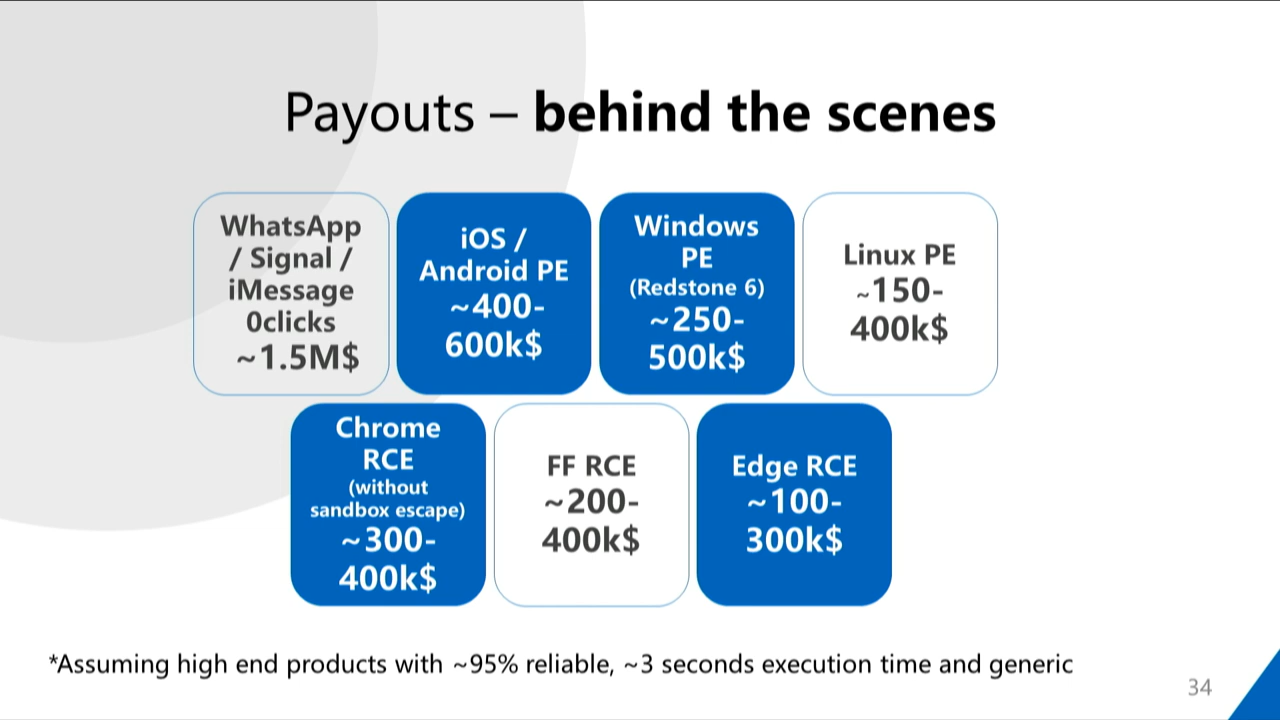 Payouts – behind the scenes
WhatsApp
/ Signal /
iMessage
0clicks
~1.5M$
iOS /
Android PE
~400-
600k$
Windows
PE
(Redstone 6)
~250-
500k$
Linux PE
~150-
400k$
Chrome
RCE
(without
sandbox escape)
~300-
400k$
FF RCE
~200-
400k$
Edge RCE
~100-
300k$
*Assuming high end products with ~95% reliable, ~3 seconds execution time and generic
34